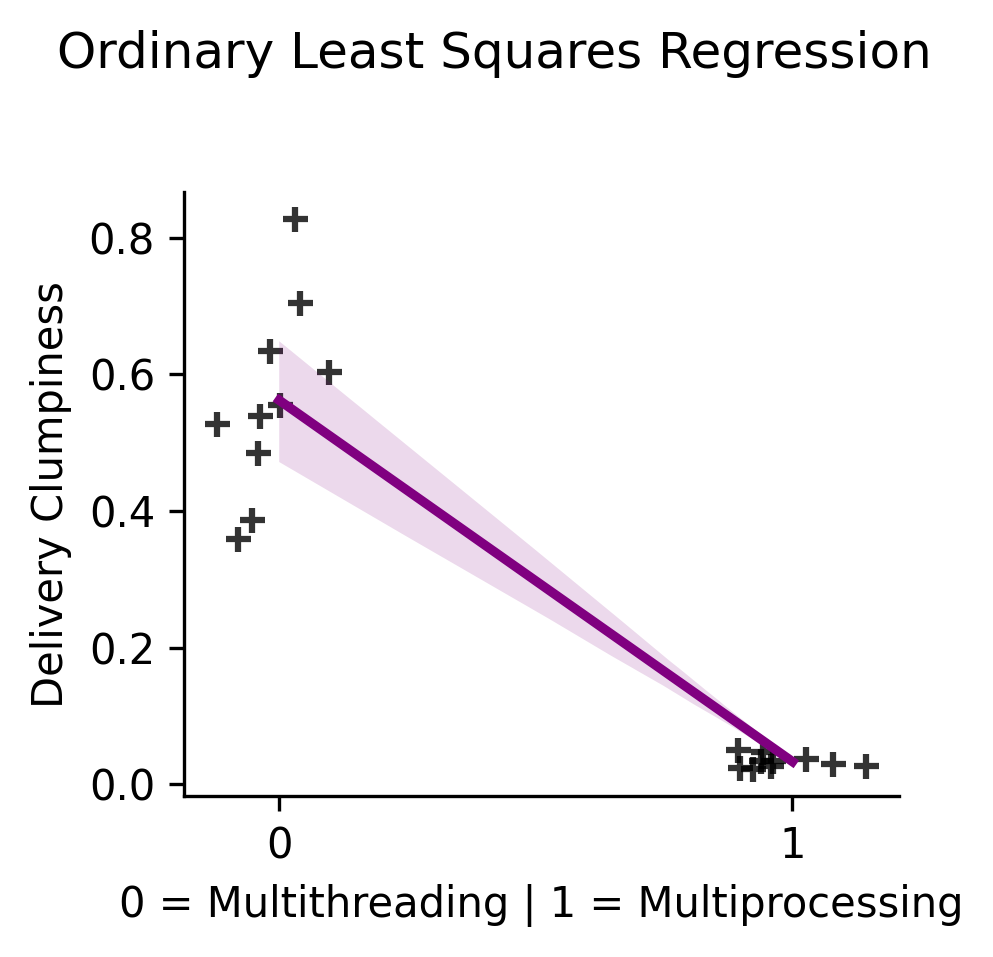 Ordinary Least Squares Regression
Delivery Clumpiness
0.8
0.6
0.4
0.2
0.0
0 1
0 = Multithreading | 1 = Multiprocessing